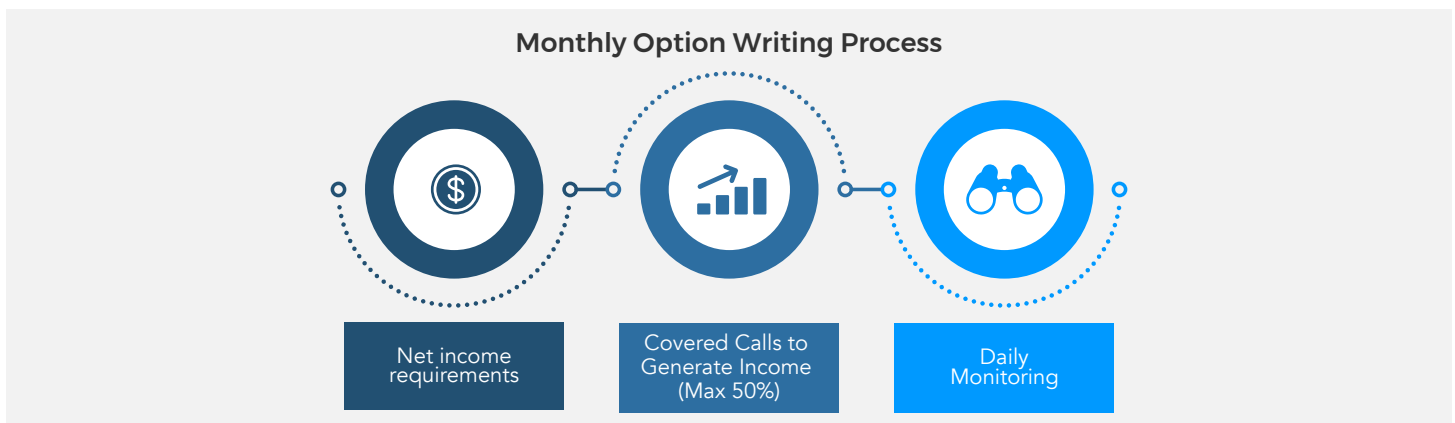 Monthly Option Writing Process
$
Net income
requirements
Covered Calls to
Generate Income
(Max 50%)
Daily
Monitoring